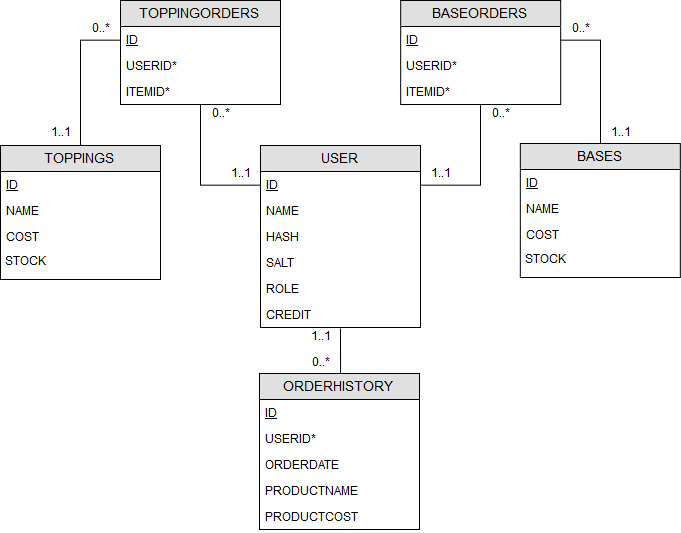 TOPPINGORDERS
ID
USERID*
ITEMID*
BASEORDERS
ID
USERID*
ITEMID*
0..*
0..*
0..*
0..*
1..1
1..1
TOPPINGS
ID
NAME
COST
STOCK
1..1
USER
1..1
ID
NAME
HASH
SALT
ROLE
CREDIT
BASES
ID
NAME
COST
STOCK
1..1
0..*
ORDERHISTORY
ID
USERID*
ORDERDATE
PRODUCTNAME
PRODUCTCOST